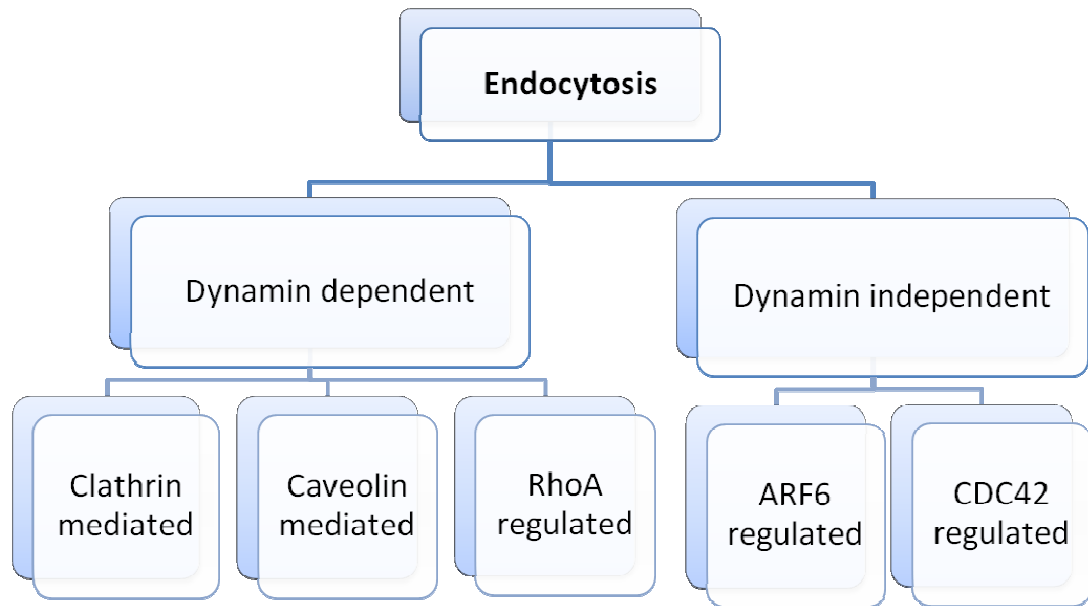 Endocytosis
Dynamin dependent
Dynamin independent
Clathrin
mediated
Caveolin
mediated
RhoA
regulated
ARF6
regulated
CDC42
regulated